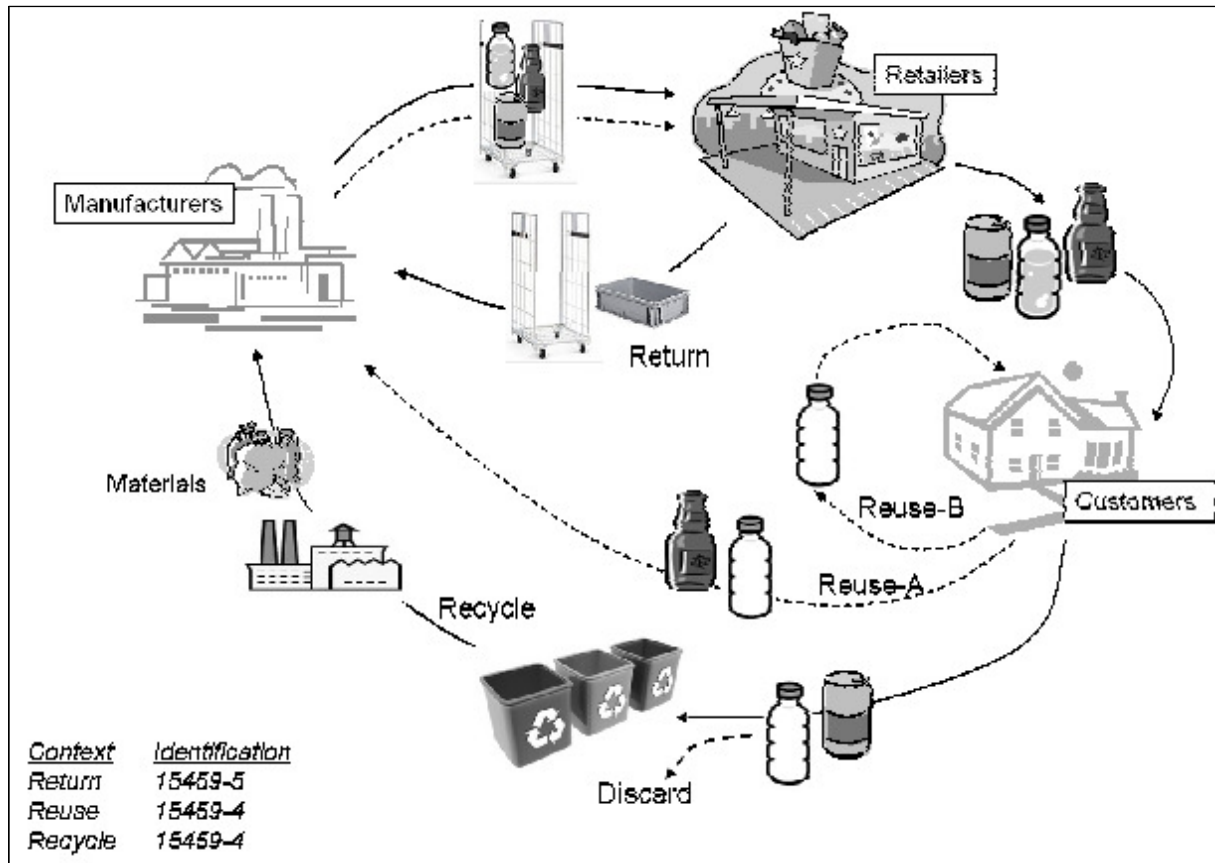 Retailers
Manufacturers
Return
Materials
Reuse-B
Customers
Reuse-A
Recycle
Discard
Context Identification
Return 15459-5
Reuse 15459-4
Recycle 15459-4